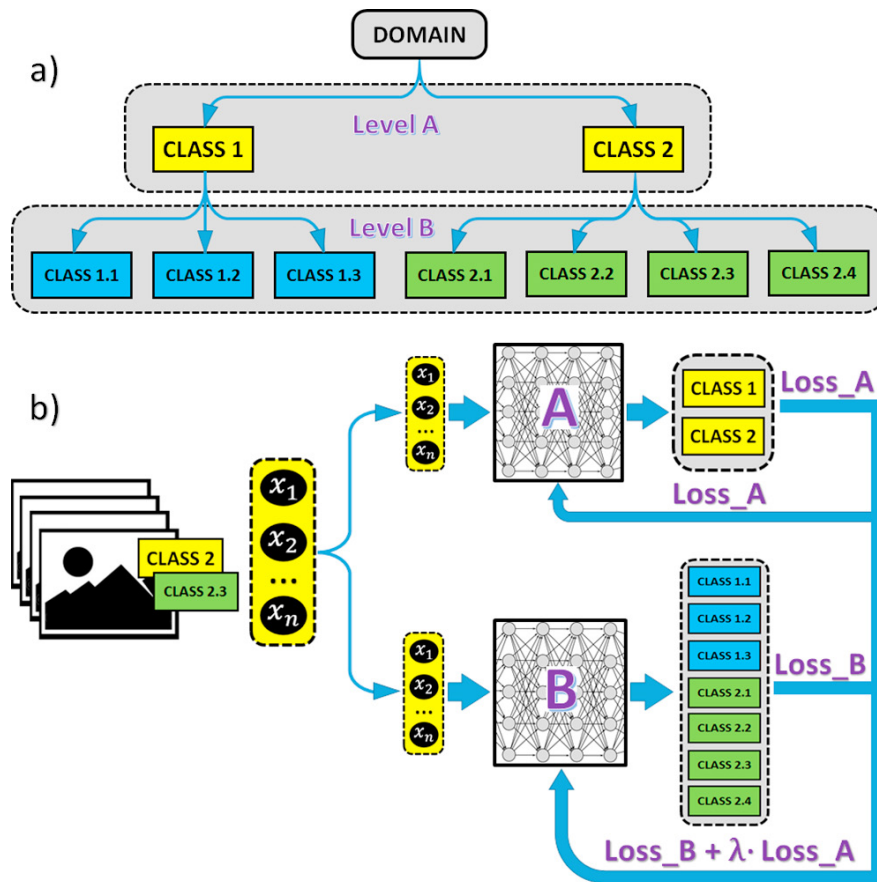 DOMAIN
a)
Level A
CLASS 1
CLASS 2
Level B
CLASS 1.1
CLASS 1.2
CLASS 1.3
CLASS 2.1
CLASS 2.2
CLASS 2.3
CLASS 2.4
b)
x₁
x₂
...
xₙ
A
CLASS 1
CLASS 2
Loss_A
Loss_A
CLASS 2
CLASS 2.3
x₁
x₂
...
xₙ
x₁
x₂
...
xₙ
B
CLASS 1.1
CLASS 1.2
CLASS 1.3
CLASS 2.1
CLASS 2.2
CLASS 2.3
CLASS 2.4
Loss_B
Loss_B + λ· Loss_A